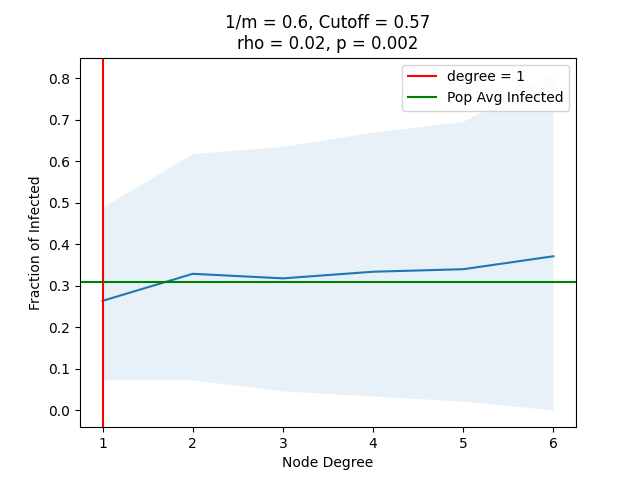 1/m = 0.6, Cutoff = 0.57
rho = 0.02, p = 0.002
degree = 1
Pop Avg Infected
Fraction of Infected
0.8
0.7
0.6
0.5
0.4
0.3
0.2
0.1
0.0
1 2 3 4 5 6
Node Degree